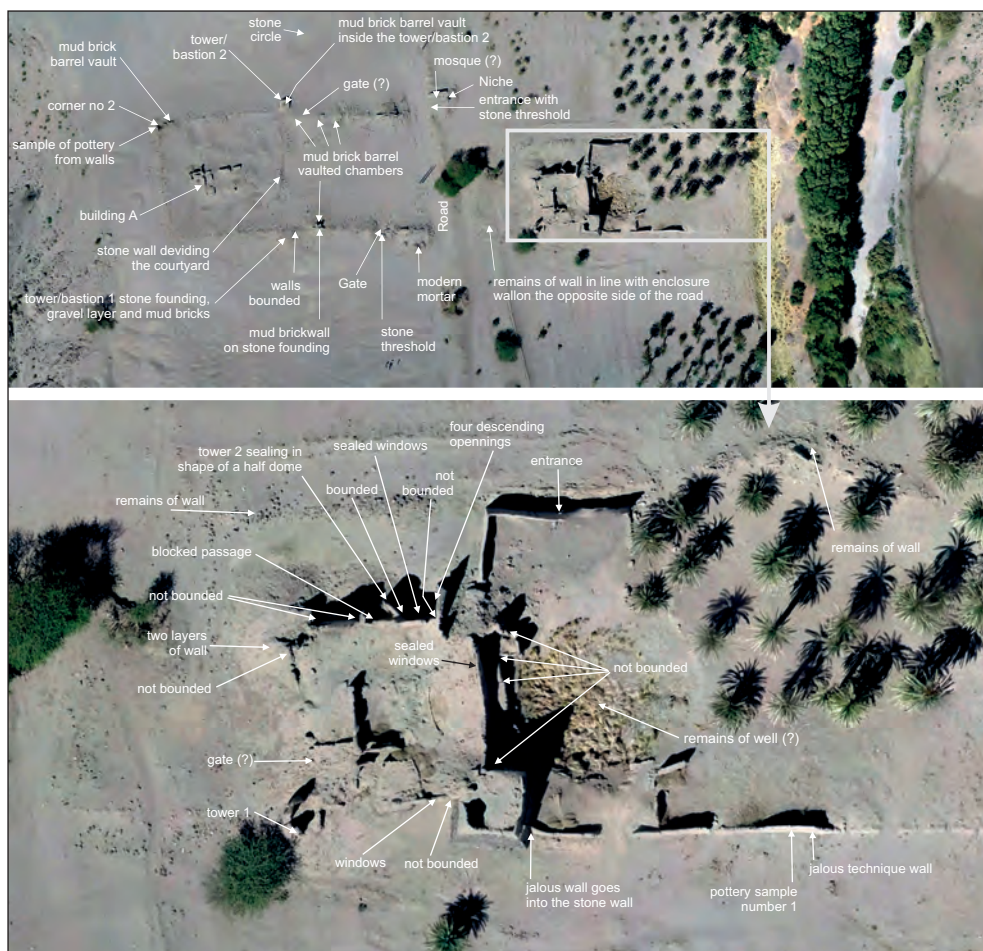 stone
circle
mud brick barrel vault
inside the tower/bastion 2
tower/
bastion 2
mud brick
barrel vault
gate (?)
mosque (?)
Niche
entrance with
stone threshold
corner no 2
sample of pottery
from walls
mud brick barrel
vaulted chambers
building A
Road
stone wall deviding
the courtyard
walls
bounded
Gate
modern
mortar
remains of wall in line with enclosure
wallon the opposite side of the road
tower/bastion 1 stone founding,
gravel layer and mud bricks
mud brickwall
on stone founding
stone
threshold
four descending
opennings
sealed windows
tower 2 sealing in
shape of a half dome
entrance
not
bounded
bounded
remains of wall
remains of wall
blocked passage
not bounded
two layers
of wall
sealed
windows
not bounded
not bounded
remains of well (?)
gate (?)
tower 1
windows
not bounded
jalous technique wall
jalous wall goes
into the stone wall
pottery sample
number 1